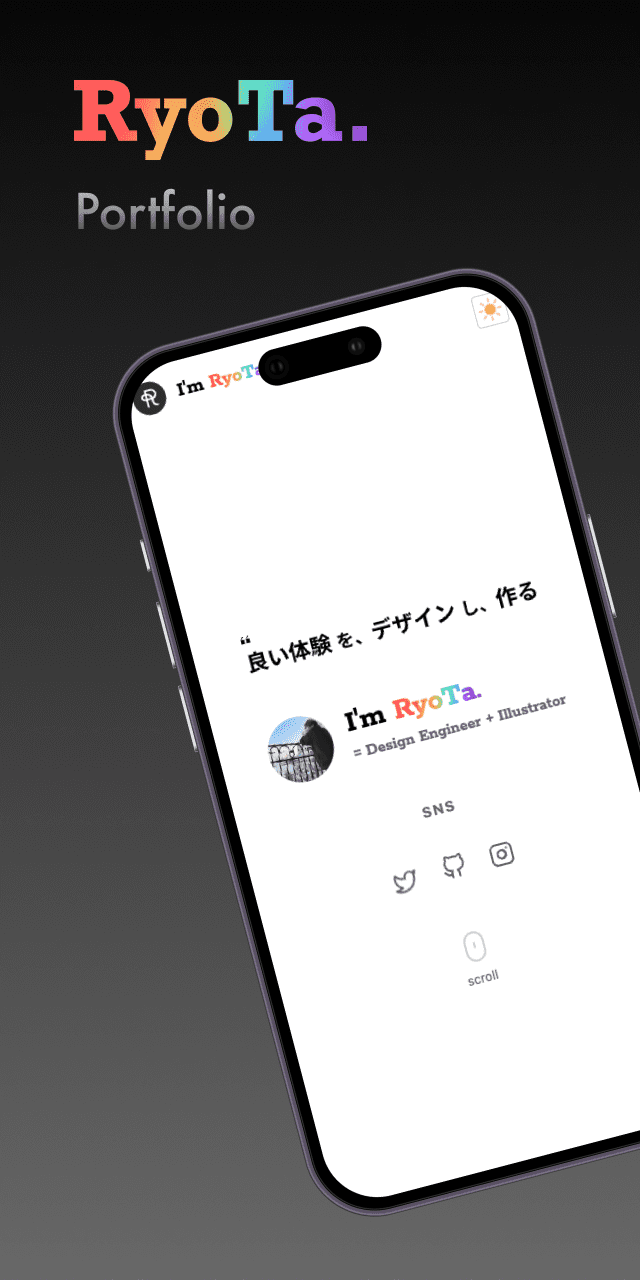 RyoTa.
Portfolio
I'm RyoTa
“
良い体験 を、デザイン し、作る
I'm RyoTa.
= Design Engineer + Illustrator
SNS
scroll